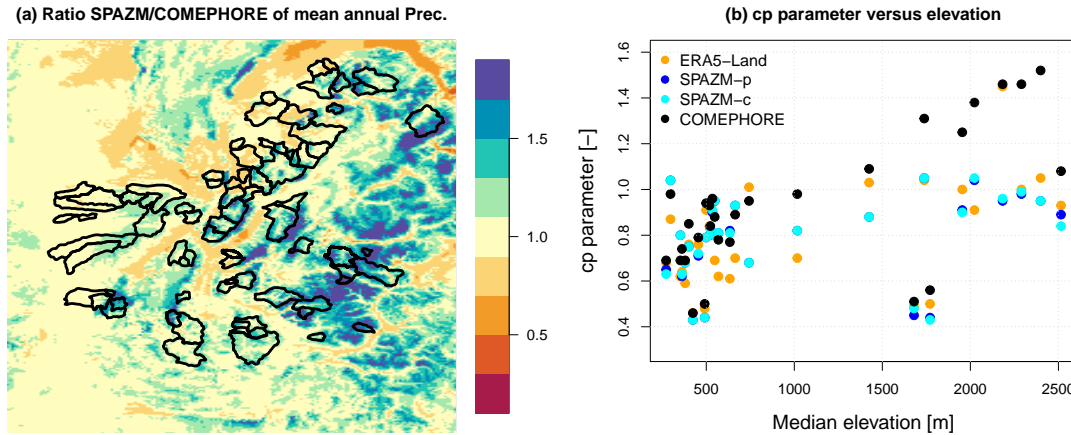 (a) Ratio SPAZM/COMEPHORE of mean annual Prec.
1.5
1.0
0.5
(b) cp parameter versus elevation
cp parameter [−]
1.6
1.4
1.2
1.0
0.8
0.6
0.4
ERA5−Land
SPAZM−p
SPAZM−c
COMEPHORE
500 1000 1500 2000 2500
Median elevation [m]